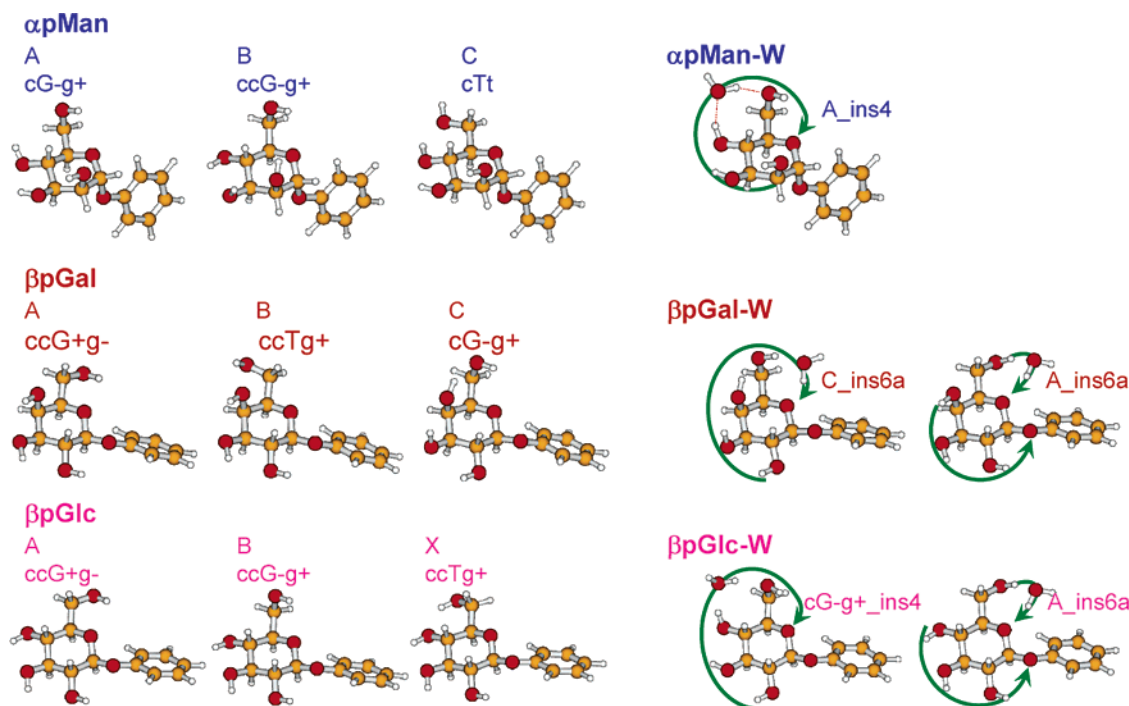 αpMan
A
cG-g+
B
ccG-g+
C
cTt
αpMan-W
A_ins4
βpGal
A
ccG+g-
B
ccTg+
C
cG-g+
βpGal-W
C_ins6a
A_ins6a
βpGlc
A
ccG+g-
B
ccG-g+
X
ccTg+
βpGlc-W
cG-g+_ins4
A_ins6a